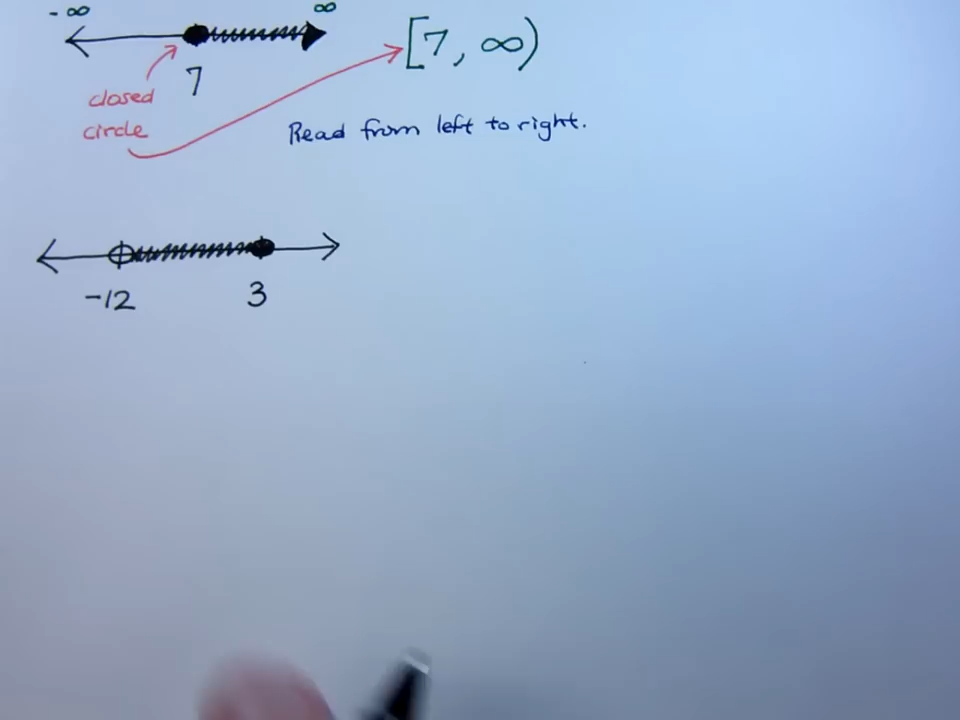 -∞ ∞
[7, ∞)
7
closed
circle
Read from left to right.
-12 3